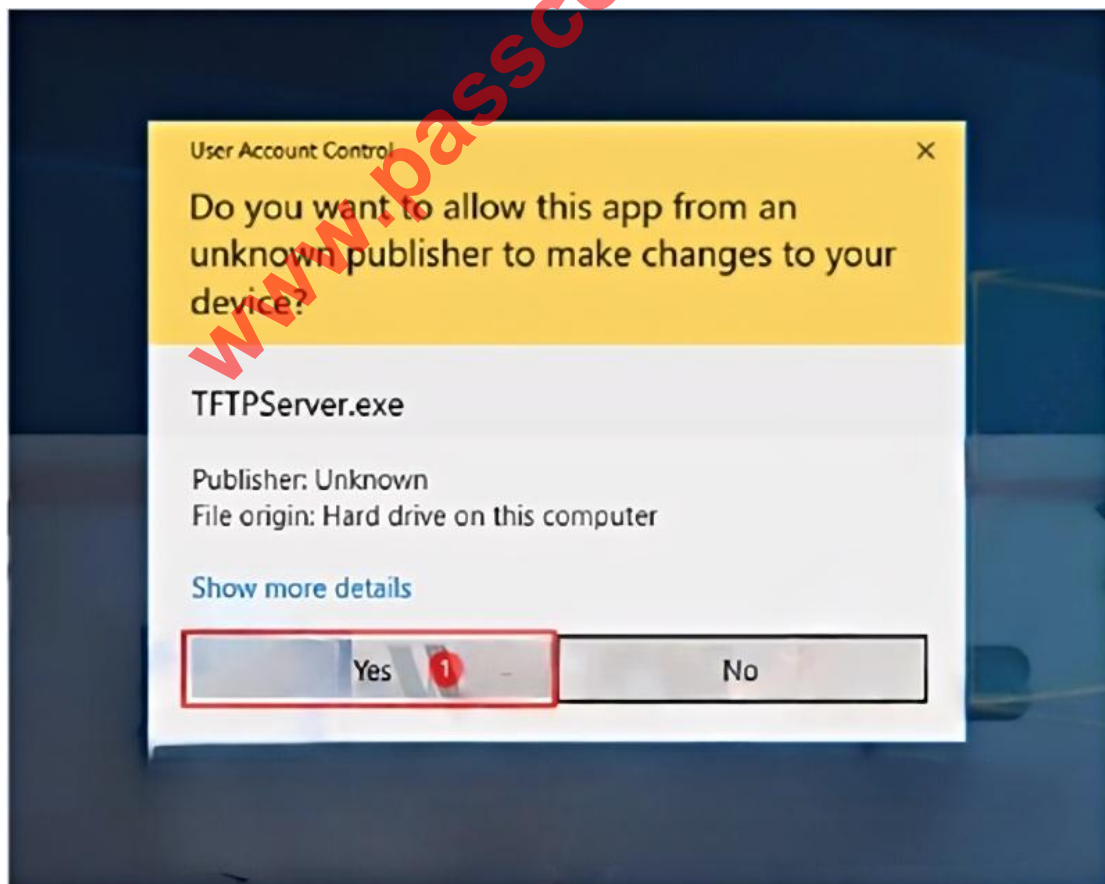 www.passc
User Account Control
Do you want to allow this app from an
unknown publisher to make changes to your
device?
TFTPServer.exe
Publisher: Unknown
File origin: Hard drive on this computer
Show more details
Yes 1 No